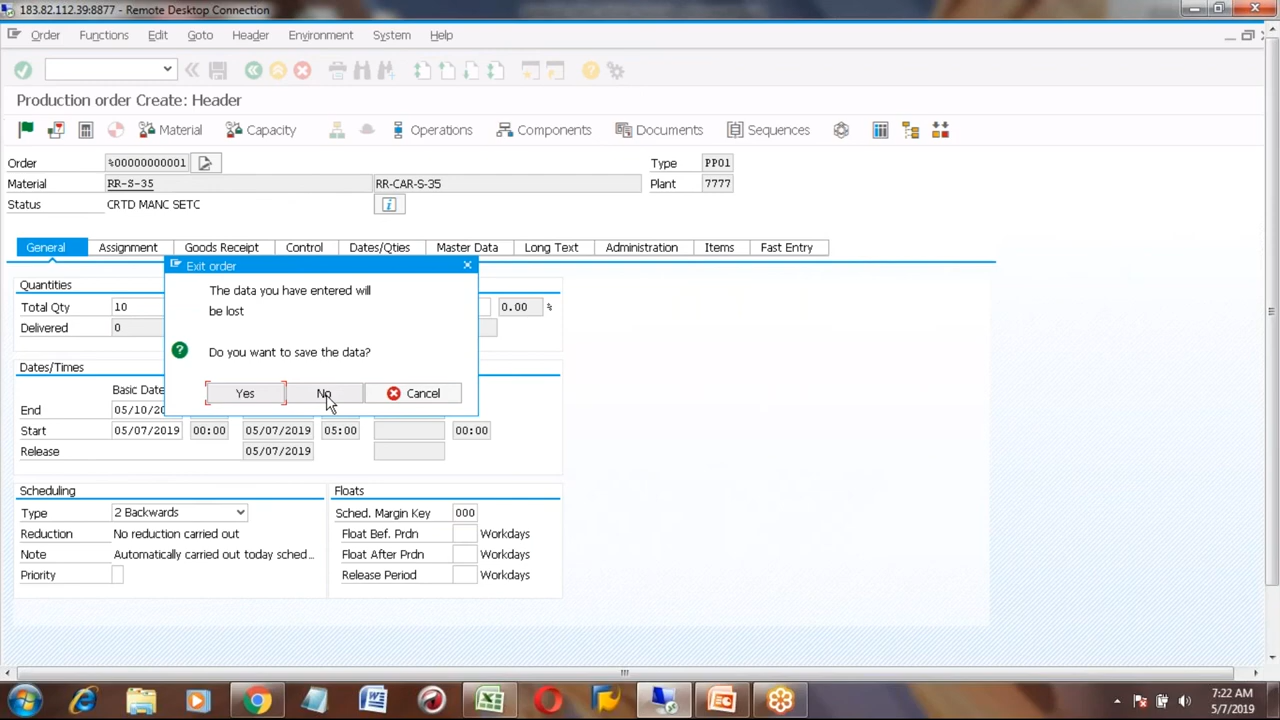 183.82.112.39:8877 - Remote Desktop Connection
Order Functions Edit Goto Header Environment System Help
Production order Create: Header
Material Capacity Operations Components Documents Sequences
Order %00000000001 Type PP01
Material RR-S-35 RR-CAR-S-35 Plant 7777
Status CRTD MANC SETC
General Assignment Goods Receipt Control Dates/Qties Master Data Long Text Administration Items Fast Entry
Exit order
The data you have entered will
be lost
Do you want to save the data?
Yes No Cancel
Quantities
Total Qty 10 0.00 %
Delivered 0
Dates/Times
Basic Date
End 05/10/20
Start 05/07/2019 00:00 05/07/2019 05:00 00:00
Release 05/07/2019
Scheduling
Type 2 Backwards
Reduction No reduction carried out
Note Automatically carried out today sched...
Priority
Floats
Sched. Margin Key 000
Float Bef. Prdn Workdays
Float After Prdn Workdays
Release Period Workdays
7:22 AM
5/7/2019